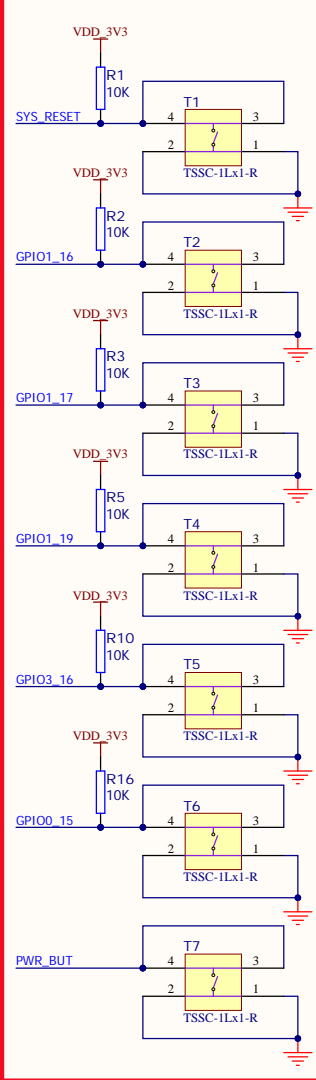 VDD_3V3
R1
10K
T1
SYS_RESET
4
3
2
1
TSSC-1Lx1-R
VDD_3V3
R2
10K
T2
GPIO1_16
4
3
2
1
TSSC-1Lx1-R
VDD_3V3
R3
10K
T3
GPIO1_17
4
3
2
1
TSSC-1Lx1-R
VDD_3V3
R5
10K
T4
GPIO1_19
4
3
2
1
TSSC-1Lx1-R
VDD_3V3
R10
10K
T5
GPIO3_16
4
3
2
1
TSSC-1Lx1-R
VDD_3V3
R16
10K
T6
GPIO0_15
4
3
2
1
TSSC-1Lx1-R
T7
PWR_BUT
4
3
2
1
TSSC-1Lx1-R